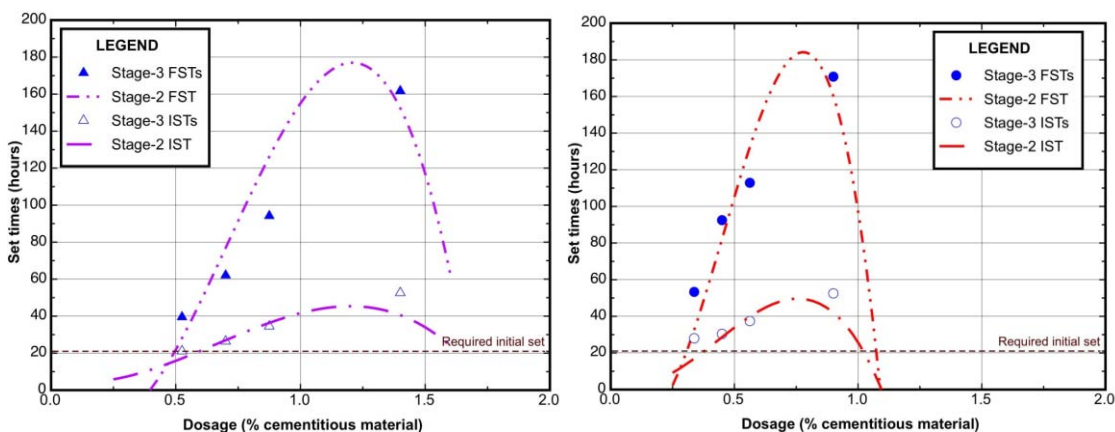 200
180
160
140
120
100
80
60
40
20
0
Set times (hours)
LEGEND
Stage-3 FSTs
Stage-2 FST
Stage-3 ISTs
Stage-2 IST
Required initial set
0.0 0.5 1.0 1.5 2.0
Dosage (% cementitious material)
200
180
160
140
120
100
80
60
40
20
0
Set times (hours)
LEGEND
Stage-3 FSTs
Stage-2 FST
Stage-3 ISTs
Stage-2 IST
Required initial set
0.0 0.5 1.0 1.5 2.0
Dosage (% cementitious material)